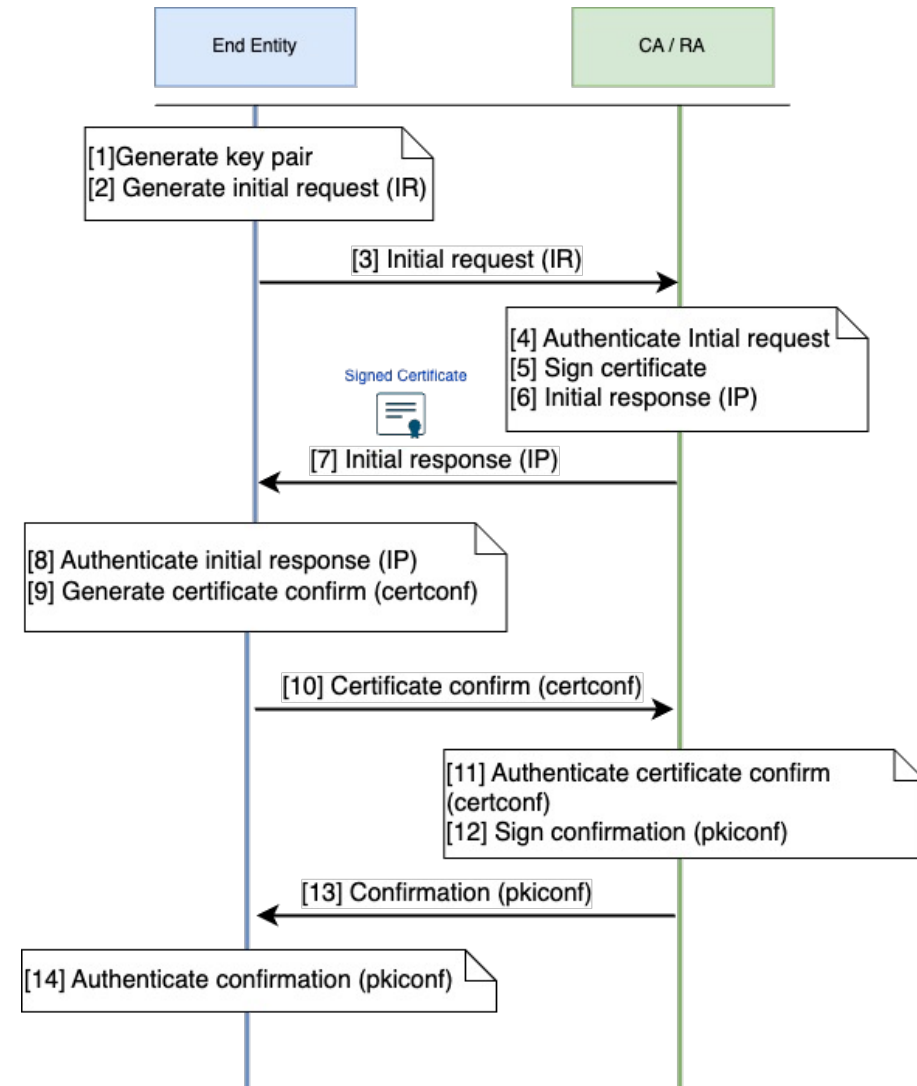 End Entity
CA / RA
[1]Generate key pair
[2] Generate initial request (IR)
[3] Initial request (IR)
[4] Authenticate Intial request
[5] Sign certificate
[6] Initial response (IP)
Signed Certificate
[7] Initial response (IP)
[8] Authenticate initial response (IP)
[9] Generate certificate confirm (certconf)
[10] Certificate confirm (certconf)
[11] Authenticate certificate confirm
(certconf)
[12] Sign confirmation (pkiconf)
[13] Confirmation (pkiconf)
[14] Authenticate confirmation (pkiconf)